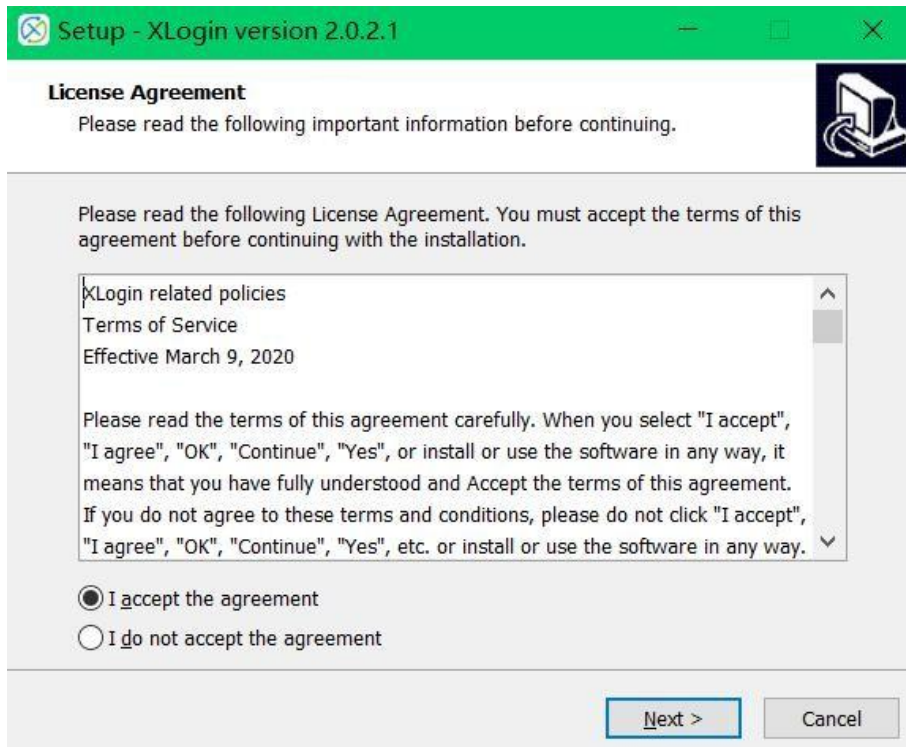 Setup - XLogin version 2.0.2.1
License Agreement
Please read the following important information before continuing.
Please read the following License Agreement. You must accept the terms of this
agreement before continuing with the installation.
XLogin related policies
Terms of Service
Effective March 9, 2020
Please read the terms of this agreement carefully. When you select "I accept",
"I agree", "OK", "Continue", "Yes", or install or use the software in any way, it
means that you have fully understood and Accept the terms of this agreement.
If you do not agree to these terms and conditions, please do not click "I accept",
"I agree", "OK", "Continue", "Yes", etc. or install or use the software in any way.
I accept the agreement
I do not accept the agreement
Next >
Cancel